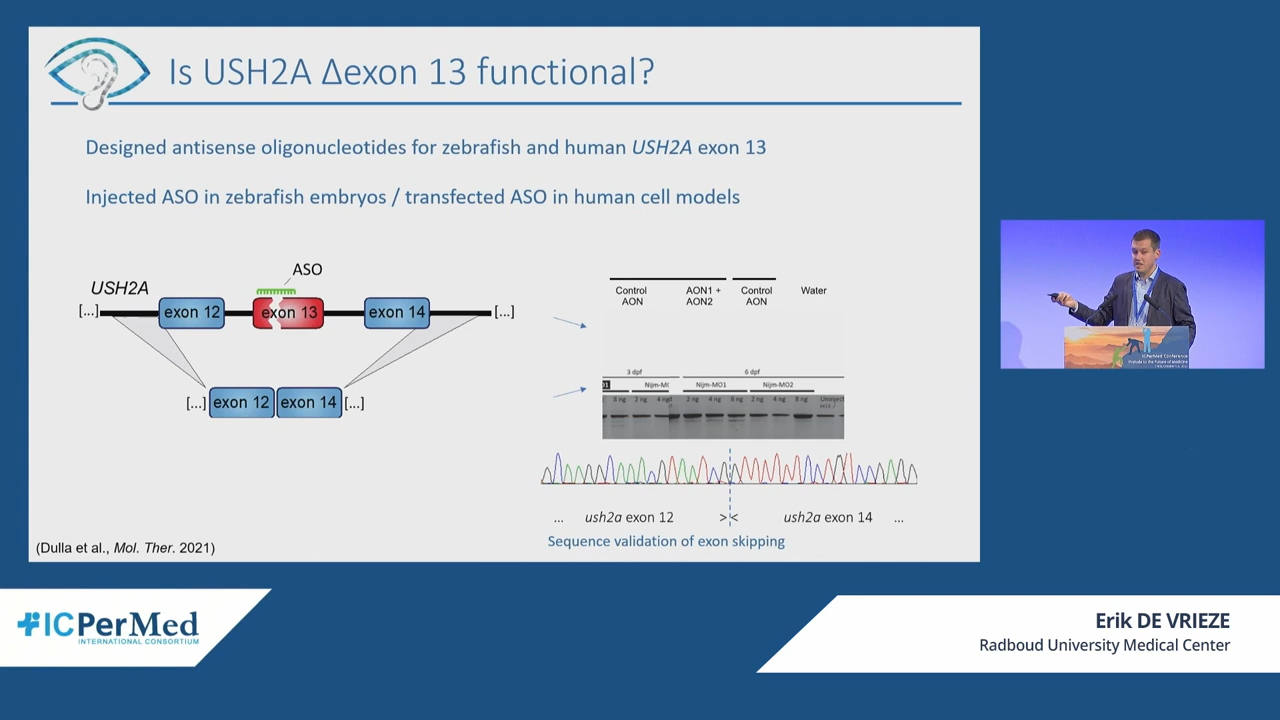 Is USH2A Δexon 13 functional?
Designed antisense oligonucleotides for zebrafish and human USH2A exon 13
Injected ASO in zebrafish embryos / transfected ASO in human cell models
ASO
USH2A
[...] exon 12 exon 13 exon 14 [...]
[...] exon 12 exon 14 [...]
Control AON
AON1 + AON2
Control AON
Water
3 dpf 6 dpf
Nijm-MO1 Nijm-MO2
8 ng 2 ng 4 ng 2 ng 4 ng 8 ng 2 ng 4 ng 8 ng
... ush2a exon 12 >< ush2a exon 14 ...
Sequence validation of exon skipping
(Dulla et al., Mol. Ther. 2021)
ICPerMed Conference
ICPerMed
INTERNATIONAL CONSORTIUM
Erik DE VRIEZE
Radboud University Medical Center